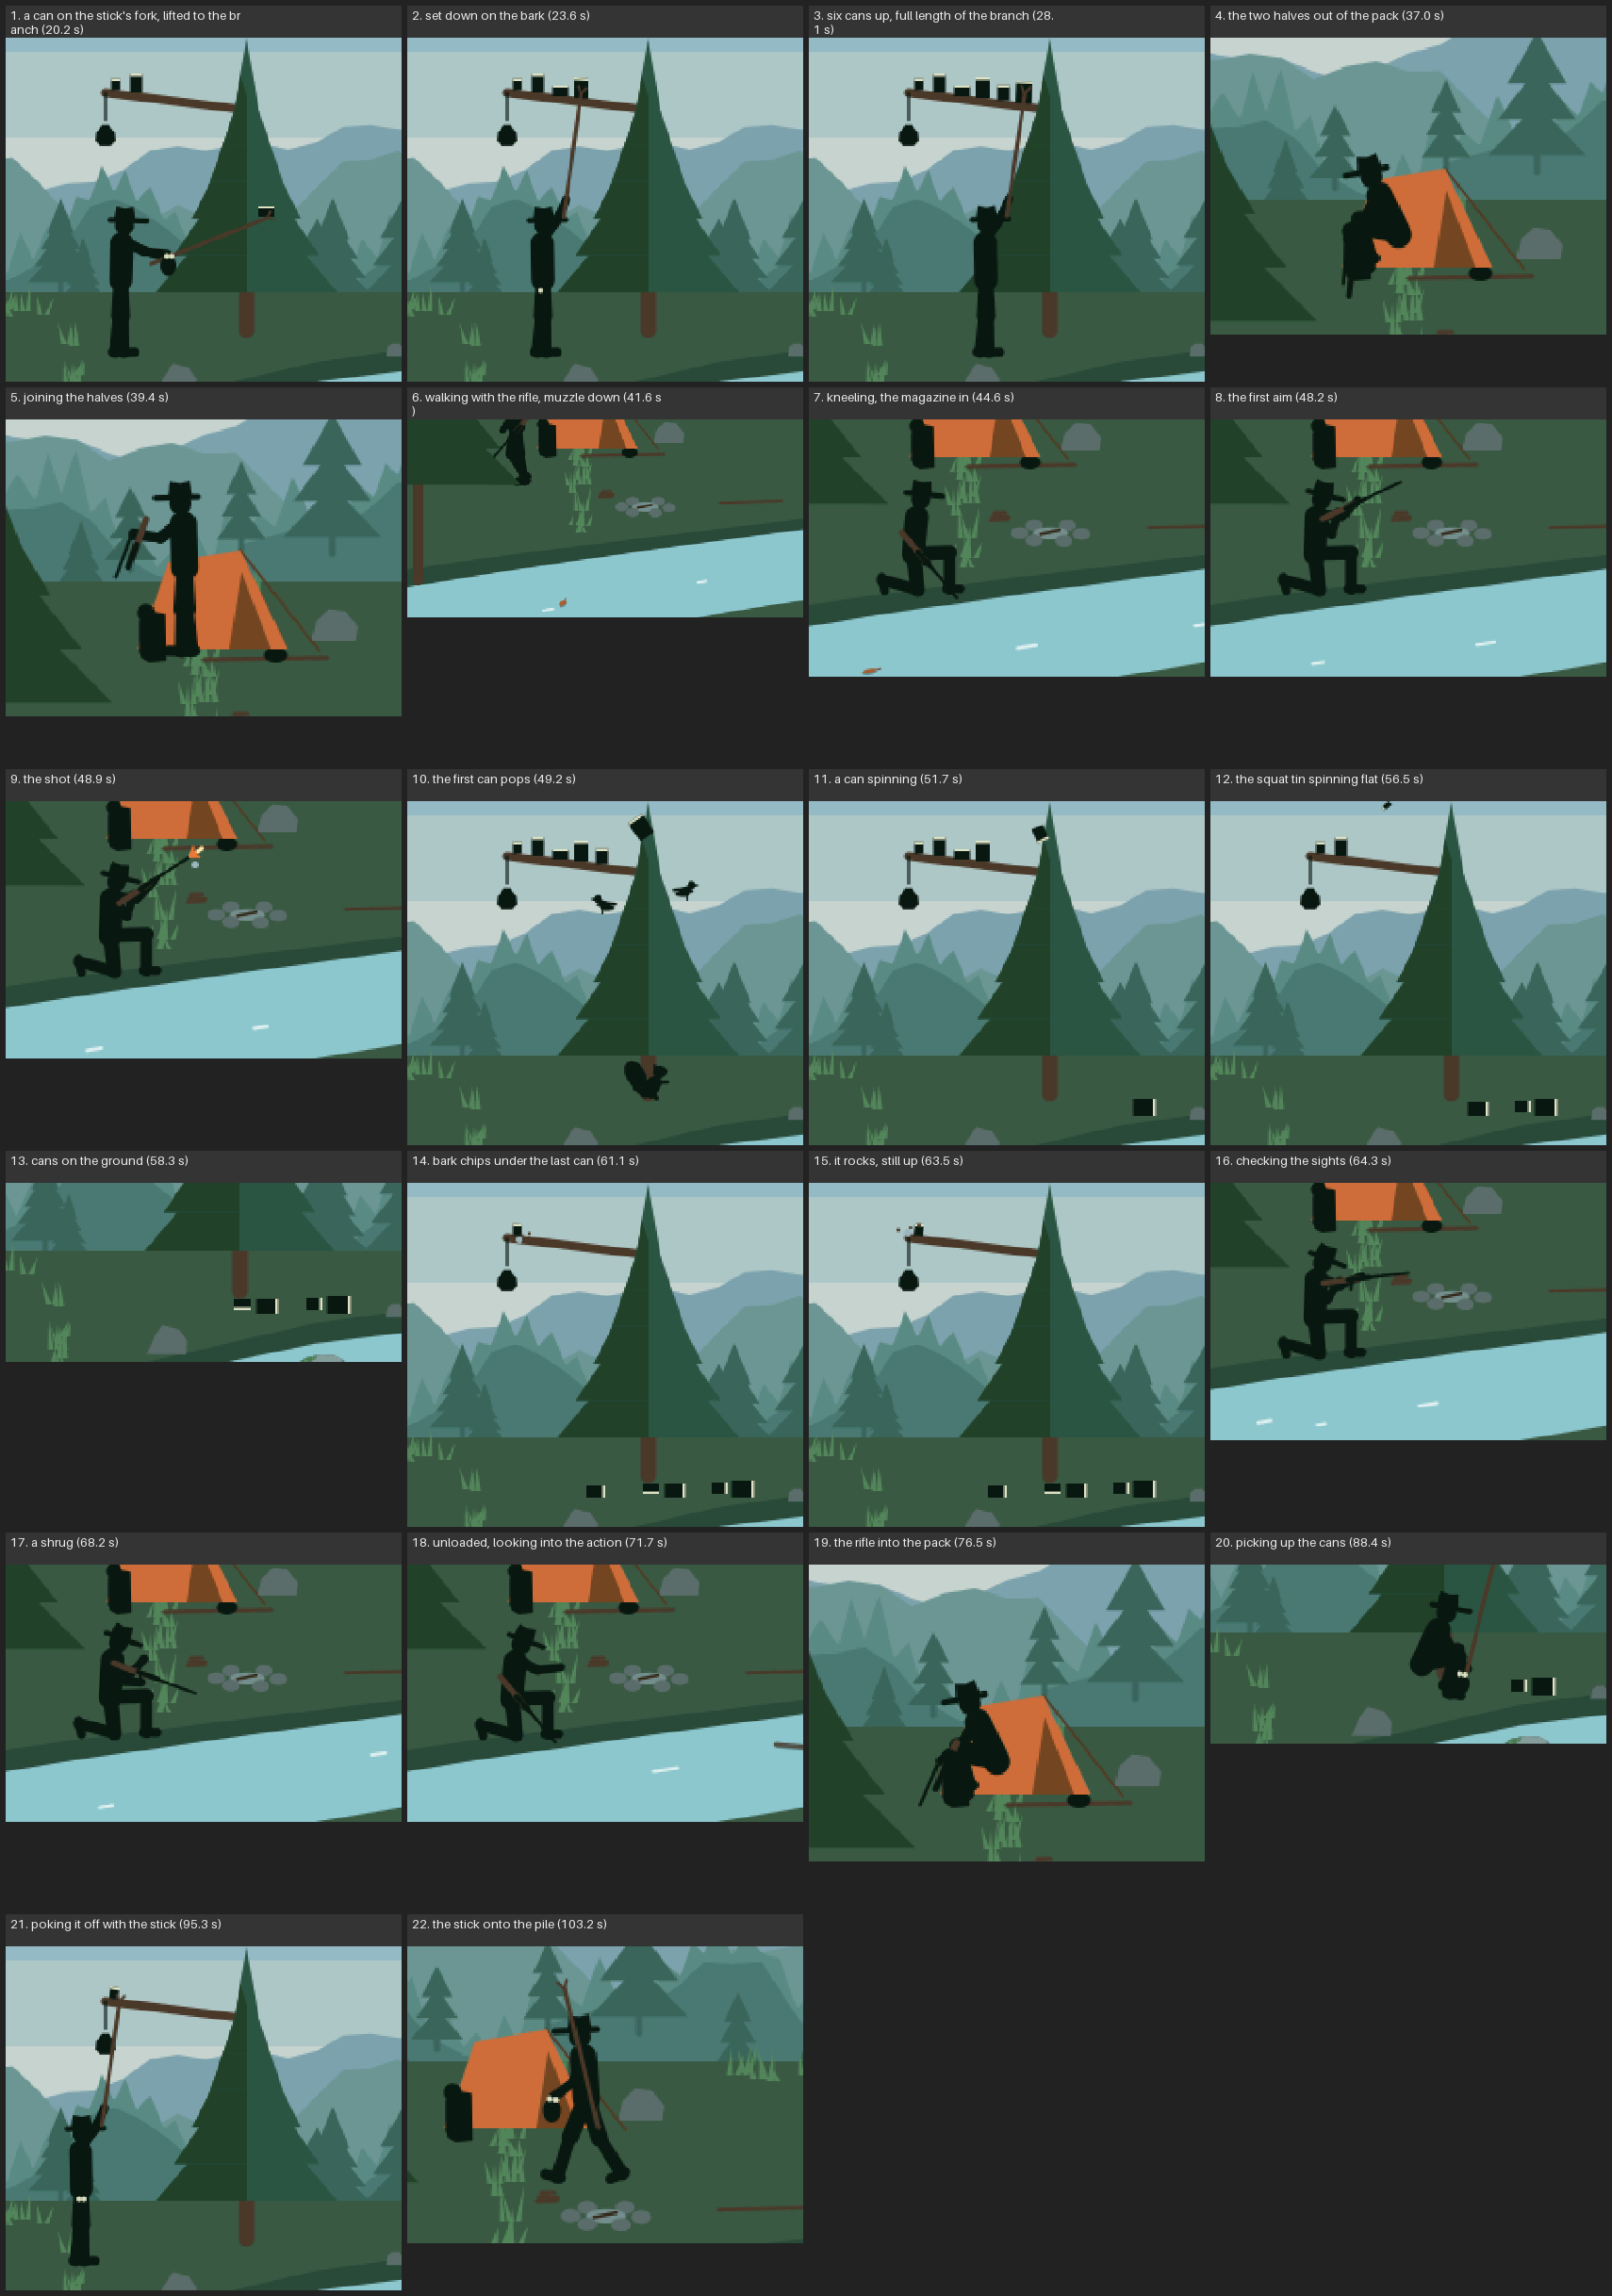 1. a can on the stick's fork, lifted to the br
anch (20.2 s)
2. set down on the bark (23.6 s)
3. six cans up, full length of the branch (28.
1 s)
4. the two halves out of the pack (37.0 s)
5. joining the halves (39.4 s)
6. walking with the rifle, muzzle down (41.6 s
)
7. kneeling, the magazine in (44.6 s)
8. the first aim (48.2 s)
9. the shot (48.9 s)
10. the first can pops (49.2 s)
11. a can spinning (51.7 s)
12. the squat tin spinning flat (56.5 s)
13. cans on the ground (58.3 s)
14. bark chips under the last can (61.1 s)
15. it rocks, still up (63.5 s)
16. checking the sights (64.3 s)
17. a shrug (68.2 s)
18. unloaded, looking into the action (71.7 s)
19. the rifle into the pack (76.5 s)
20. picking up the cans (88.4 s)
21. poking it off with the stick (95.3 s)
22. the stick onto the pile (103.2 s)